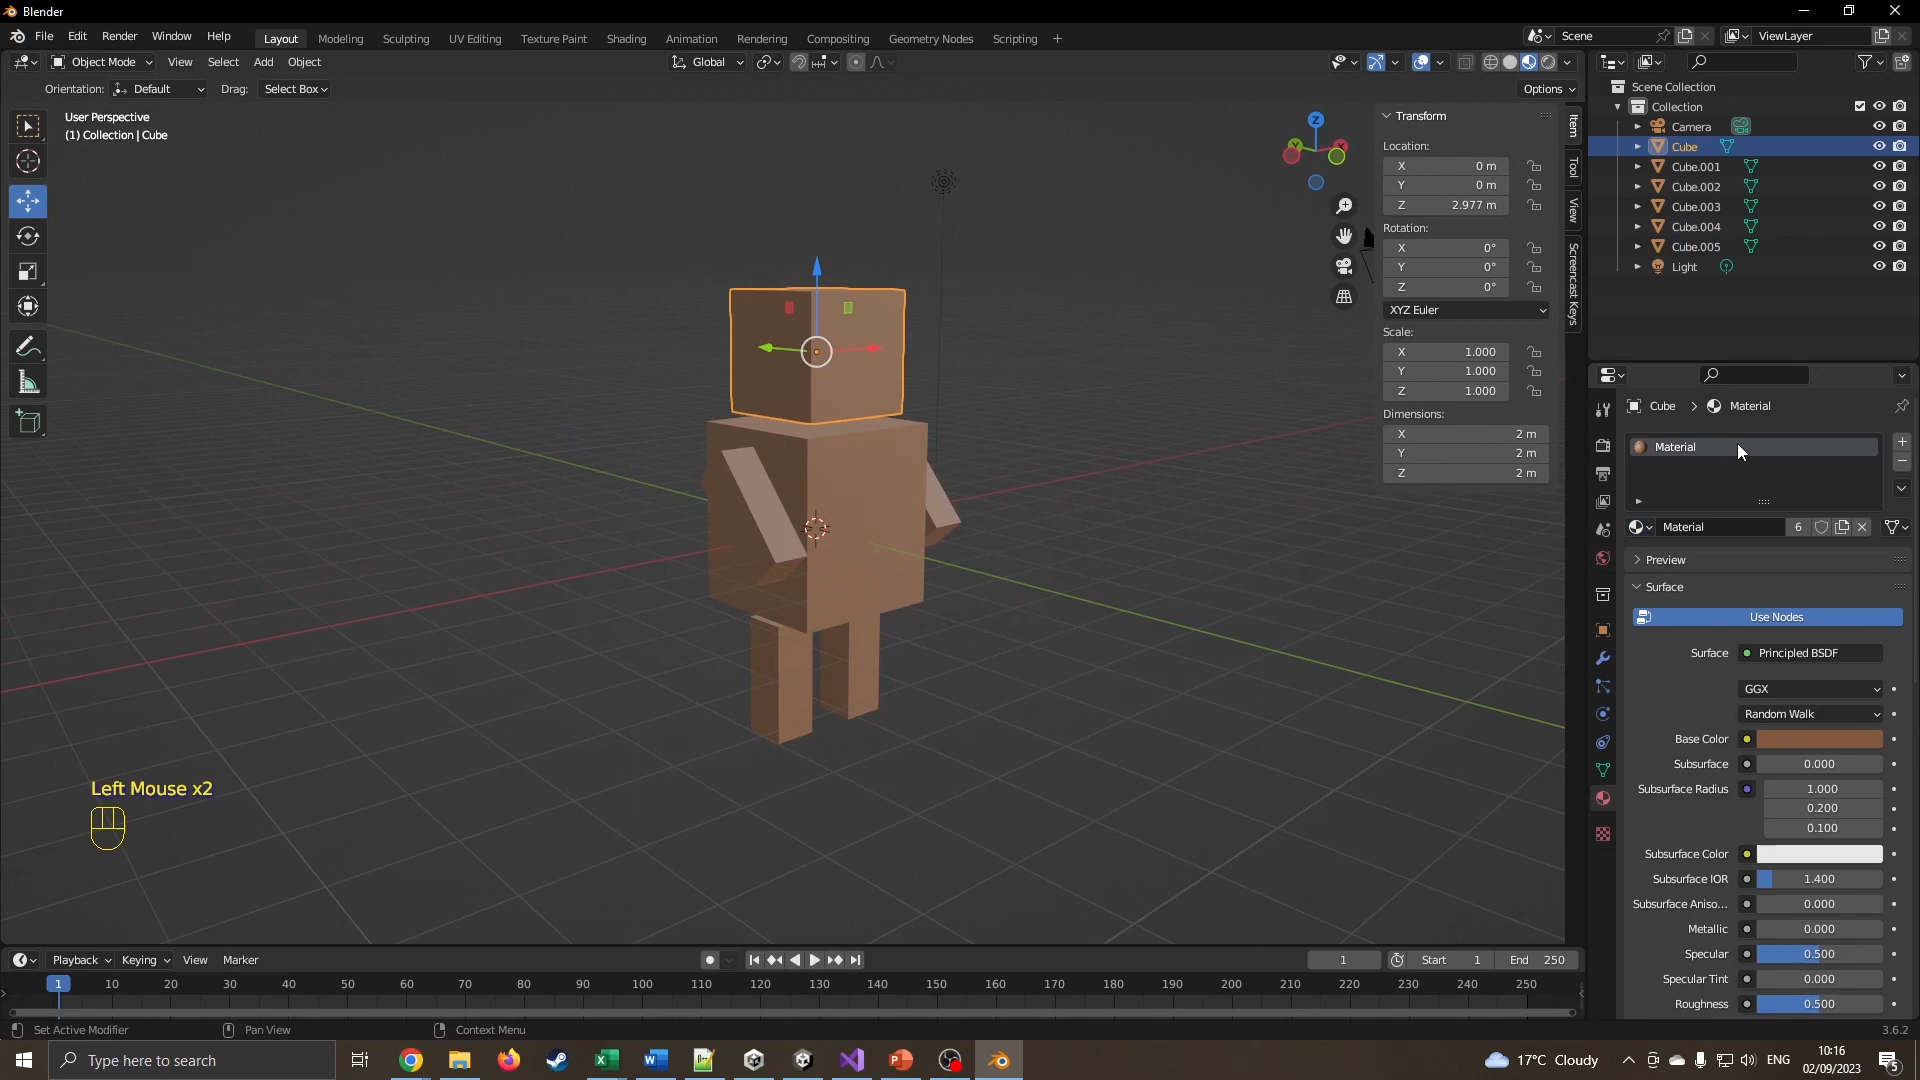 Blender
File Edit Render Window Help
Layout Modeling Sculpting UV Editing Texture Paint Shading Animation Rendering Compositing Geometry Nodes Scripting +
Scene
ViewLayer
Object Mode View Select Add Object
Global
Orientation: Default Drag: Select Box
Options
User Perspective
(1) Collection | Cube
Z
Y
X
Transform
Location:
X 0 m
Y 0 m
Z 2.977 m
Rotation:
X 0°
Y 0°
Z 0°
XYZ Euler
Scale:
X 1.000
Y 1.000
Z 1.000
Dimensions:
X 2 m
Y 2 m
Z 2 m
Item
Tool
View
Screencast Keys
Scene Collection
Collection
Camera
Cube
Cube.001
Cube.002
Cube.003
Cube.004
Cube.005
Light
Cube > Material
Material
Material 6
Preview
Surface
Use Nodes
Surface Principled BSDF
GGX
Random Walk
Base Color
Subsurface 0.000
Subsurface Radius 1.000
0.200
0.100
Subsurface Color
Subsurface IOR 1.400
Subsurface Aniso... 0.000
Metallic 0.000
Specular 0.500
Specular Tint 0.000
Roughness 0.500
Left Mouse x2
Playback Keying View Marker
1 Start 1 End 250
1 10 20 30 40 50 60 70 80 90 100 110 120 130 140 150 160 170 180 190 200 210 220 230 240 250
Set Active Modifier Pan View Context Menu
3.6.2
Type here to search
17°C Cloudy
ENG
10:16
02/09/2023
5